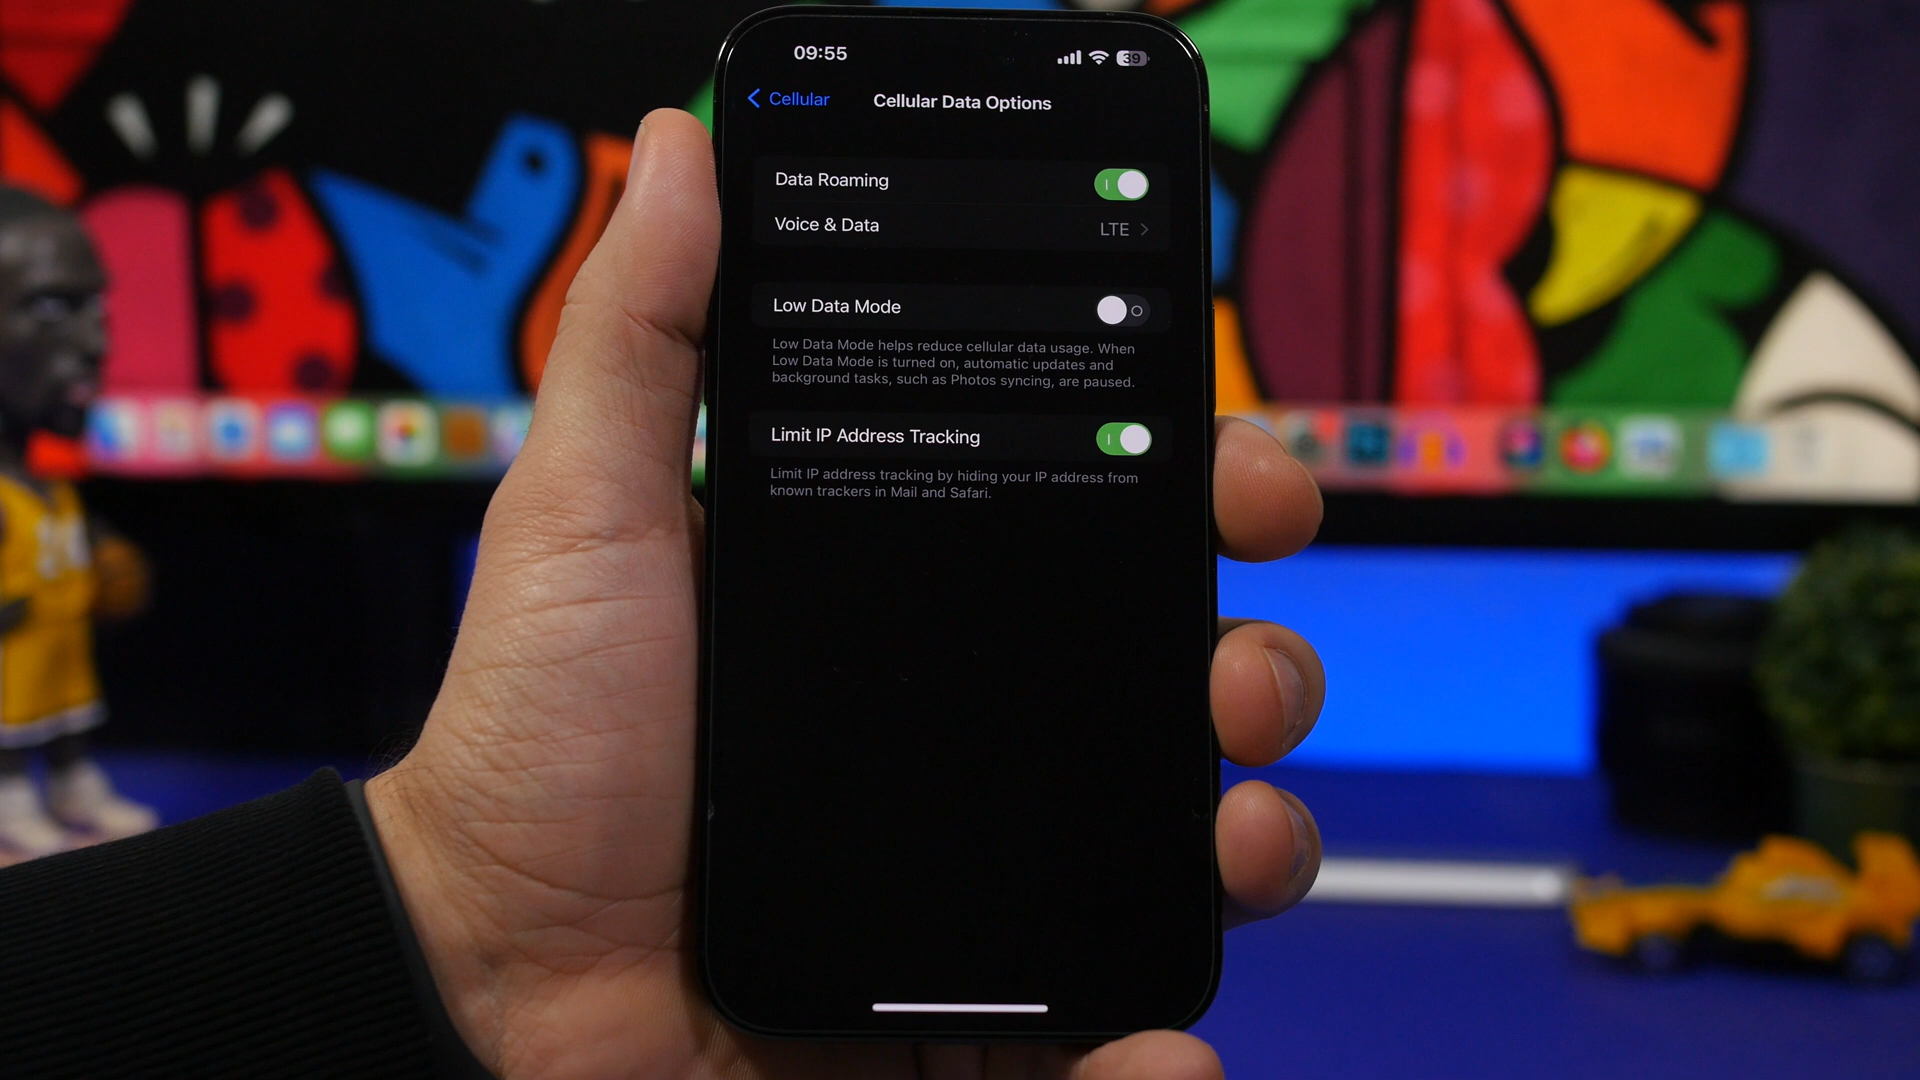 09:55
39
Cellular
Cellular Data Options
Data Roaming
Voice & Data
LTE
Low Data Mode
Low Data Mode helps reduce cellular data usage. When
Low Data Mode is turned on, automatic updates and
background tasks, such as Photos syncing, are paused.
Limit IP Address Tracking
Limit IP address tracking by hiding your IP address from
known trackers in Mail and Safari.